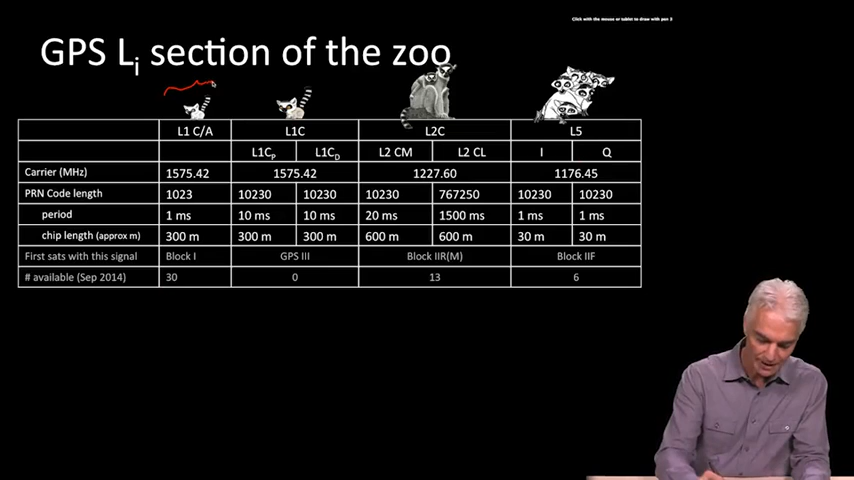 Click with the mouse or tablet to draw with pen 2
GPS Li section of the zoo
L1 C/A L1C L2C L5
L1CP L1CD L2 CM L2 CL I Q
Carrier (MHz) 1575.42 1575.42 1227.60 1176.45
PRN Code length 1023 10230 10230 10230 767250 10230 10230
period 1 ms 10 ms 10 ms 20 ms 1500 ms 1 ms 1 ms
chip length (approx m) 300 m 300 m 300 m 600 m 600 m 30 m 30 m
First sats with this signal Block I GPS III Block IIR(M) Block IIF
# available (Sep 2014) 30 0 13 6